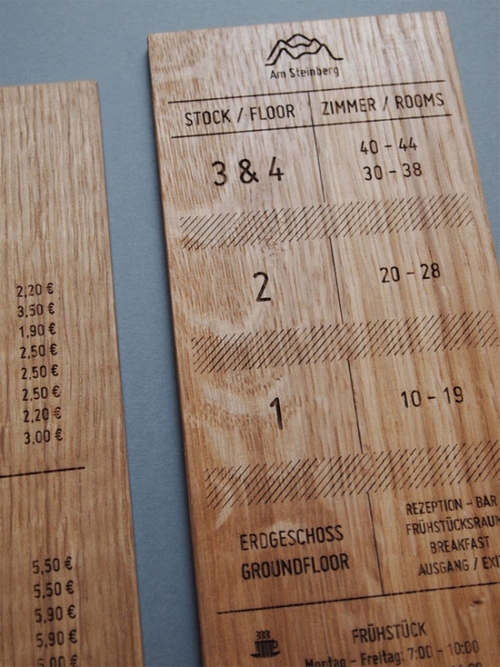 2,20 €
3,50 €
1,90 €
2,50 €
2,50 €
2,50 €
2,20 €
3,00 €
5,50 €
5,50 €
5,90 €
5,90 €
Am Steinberg
STOCK / FLOOR ZIMMER / ROOMS
3 & 4
40 - 44
30 - 38
2
20 - 28
1
10 - 19
ERDGESCHOSS
GROUNDFLOOR
REZEPTION - BAR
FRÜHSTÜCKSRAUM
BREAKFAST
AUSGANG / EXIT
FRÜHSTÜCK
Montag - Freitag: 7:00 - 10:00